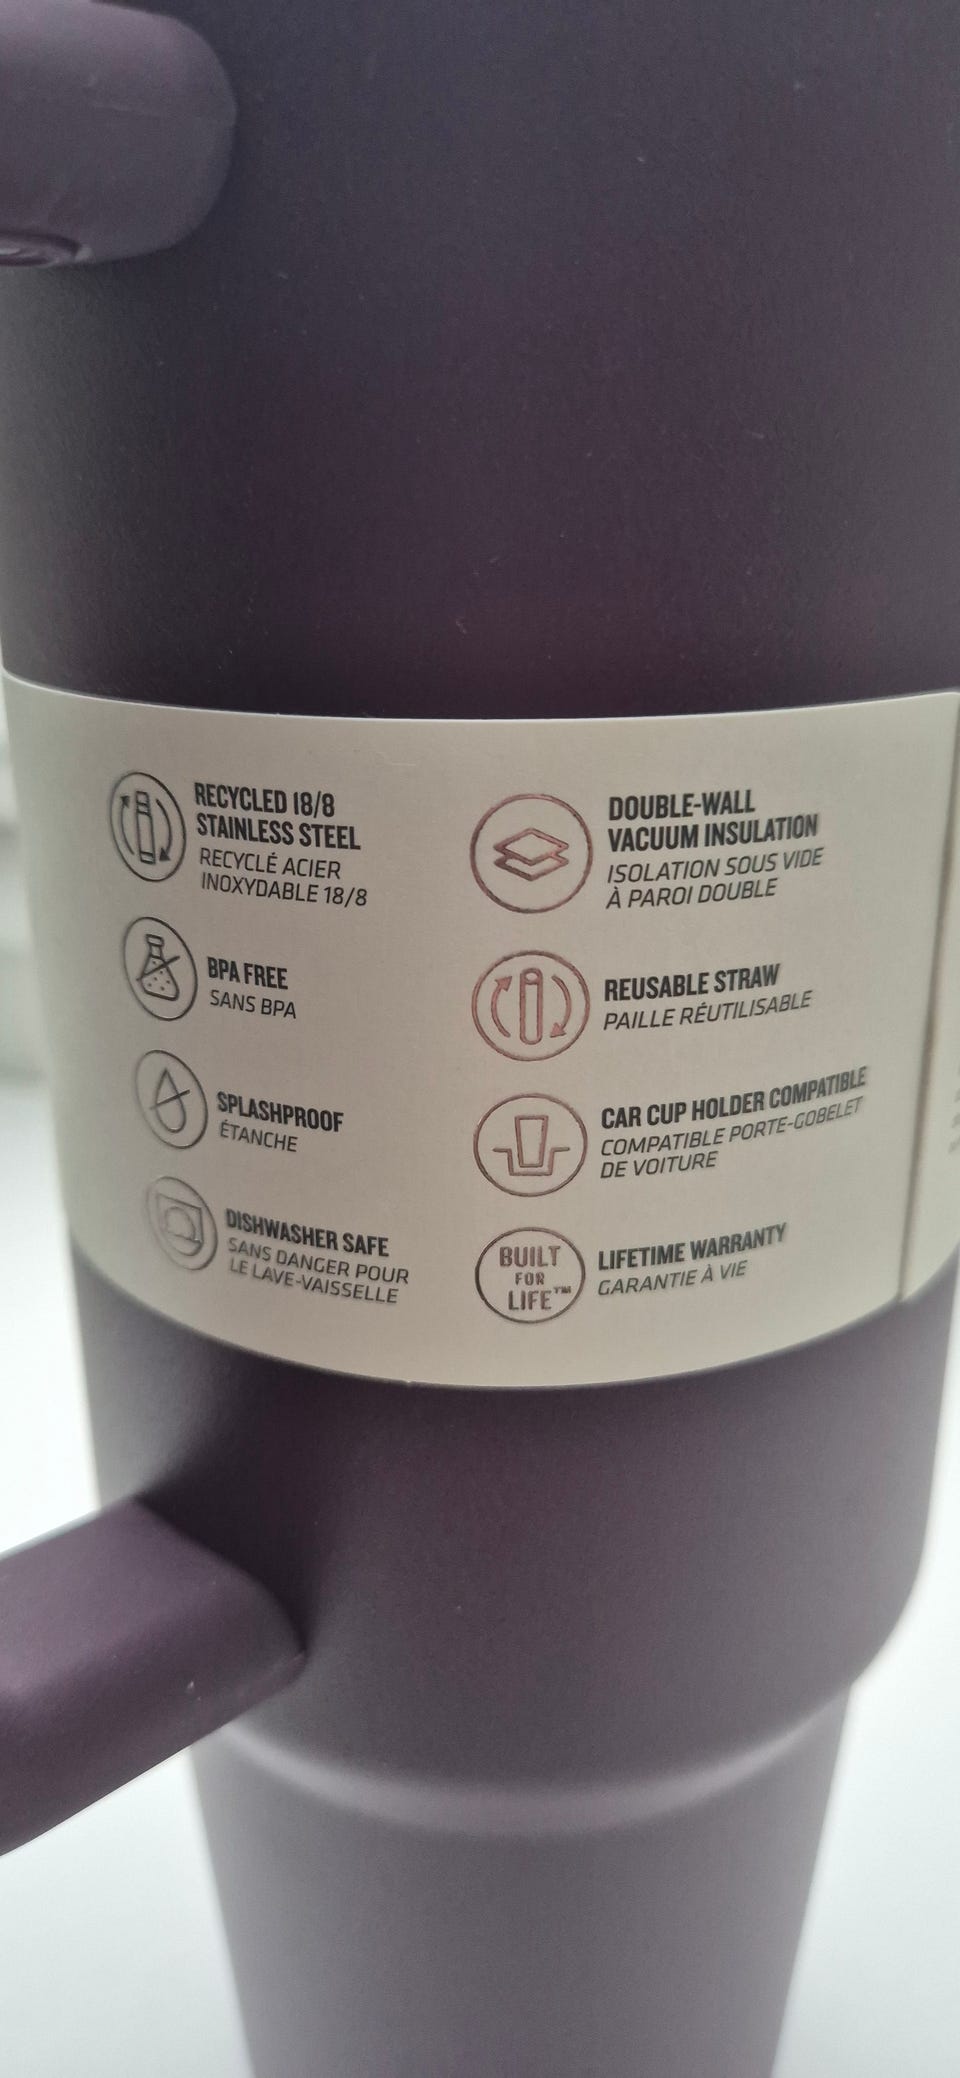 RECYCLED 18/8
STAINLESS STEEL
RECYCLÉ ACIER
INOXYDABLE 18/8
BPA FREE
SANS BPA
SPLASHPROOF
ÉTANCHE
DISHWASHER SAFE
SANS DANGER POUR
LE LAVE-VAISSELLE
DOUBLE-WALL
VACUUM INSULATION
ISOLATION SOUS VIDE
À PAROI DOUBLE
REUSABLE STRAW
PAILLE RÉUTILISABLE
CAR CUP HOLDER COMPATIBLE
COMPATIBLE PORTE-GOBELET
DE VOITURE
BUILT
FOR
LIFE™
LIFETIME WARRANTY
GARANTIE À VIE